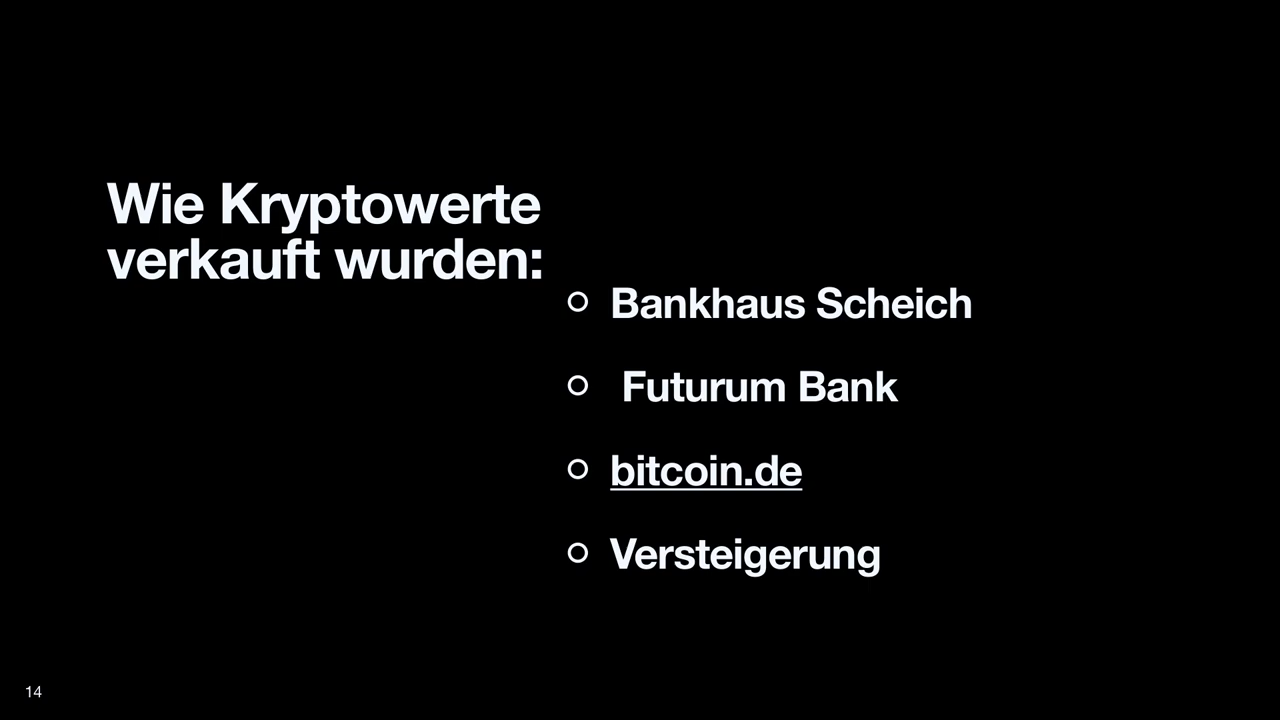 Wie Kryptowerte
verkauft wurden:
Bankhaus Scheich
Futurum Bank
bitcoin.de
Versteigerung
14